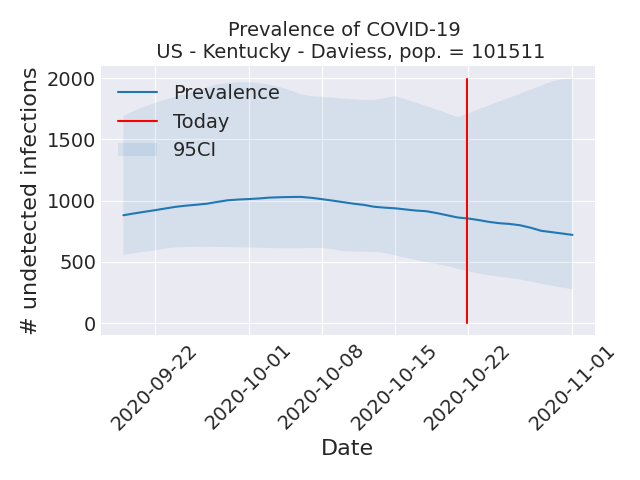 Prevalence of COVID-19
US - Kentucky - Daviess, pop. = 101511
# undetected infections
2000
1500
1000
500
0
Prevalence
Today
95CI
2020-09-22
2020-10-01
2020-10-08
2020-10-15
2020-10-22
2020-11-01
Date